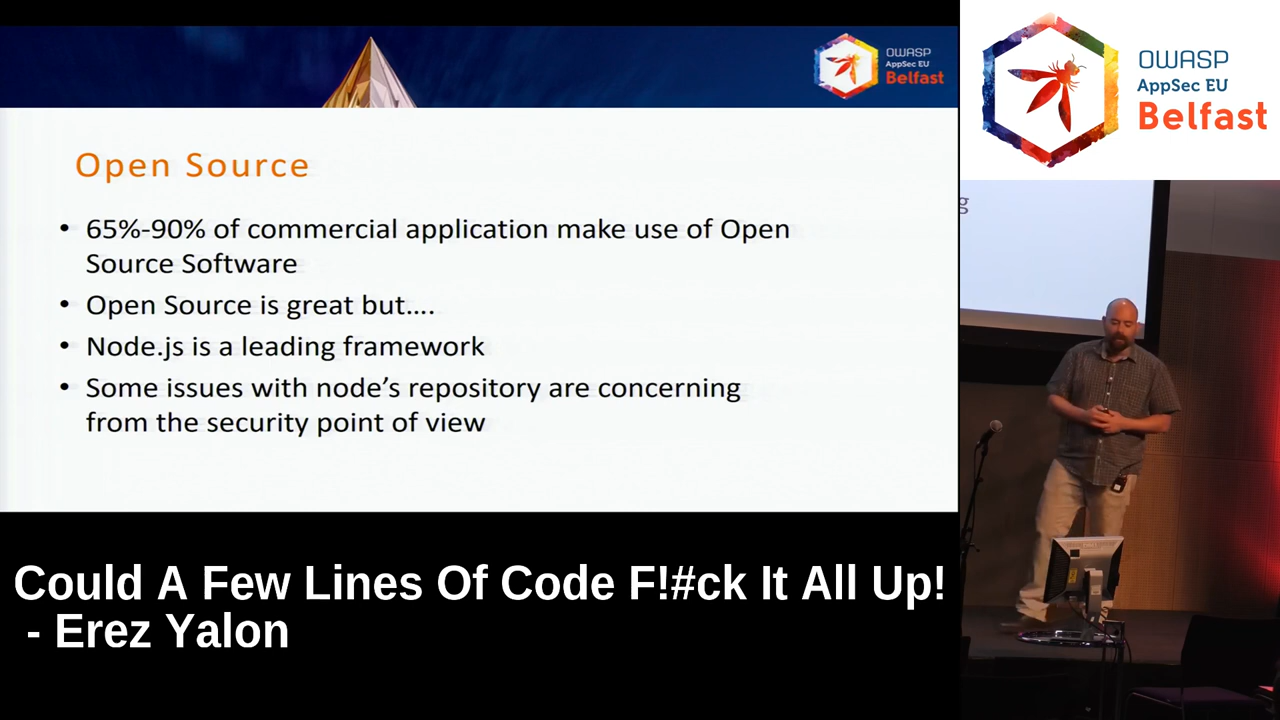 OWASP
AppSec EU
Belfast
Open Source
• 65%-90% of commercial application make use of Open
Source Software
• Open Source is great but....
• Node.js is a leading framework
• Some issues with node's repository are concerning
from the security point of view
OWASP
AppSec EU
Belfast
g
Could A Few Lines Of Code F!#ck It All Up!
- Erez Yalon